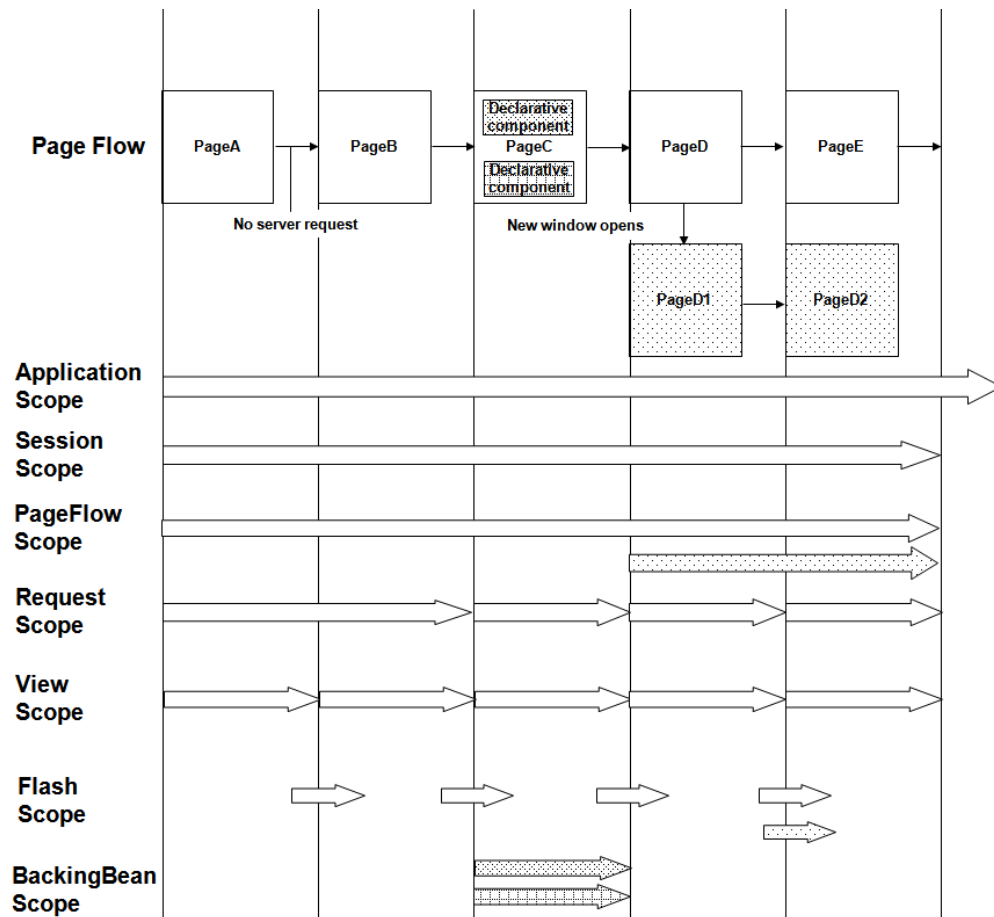 Declarative
component
Page Flow
PageA
PageB
PageC
PageD
PageE
Declarative
component
No server request
New window opens
PageD1
PageD2
Application
Scope
Session
Scope
PageFlow
Scope
Request
Scope
View
Scope
Flash
Scope
BackingBean
Scope